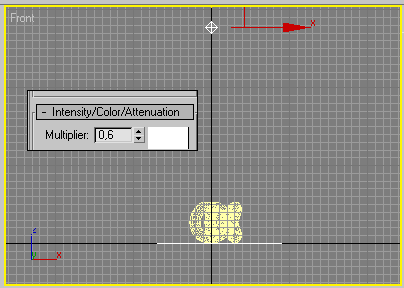 Front
x
- Intensity/Color/Attenuation
Multiplier: 0,6
z
x